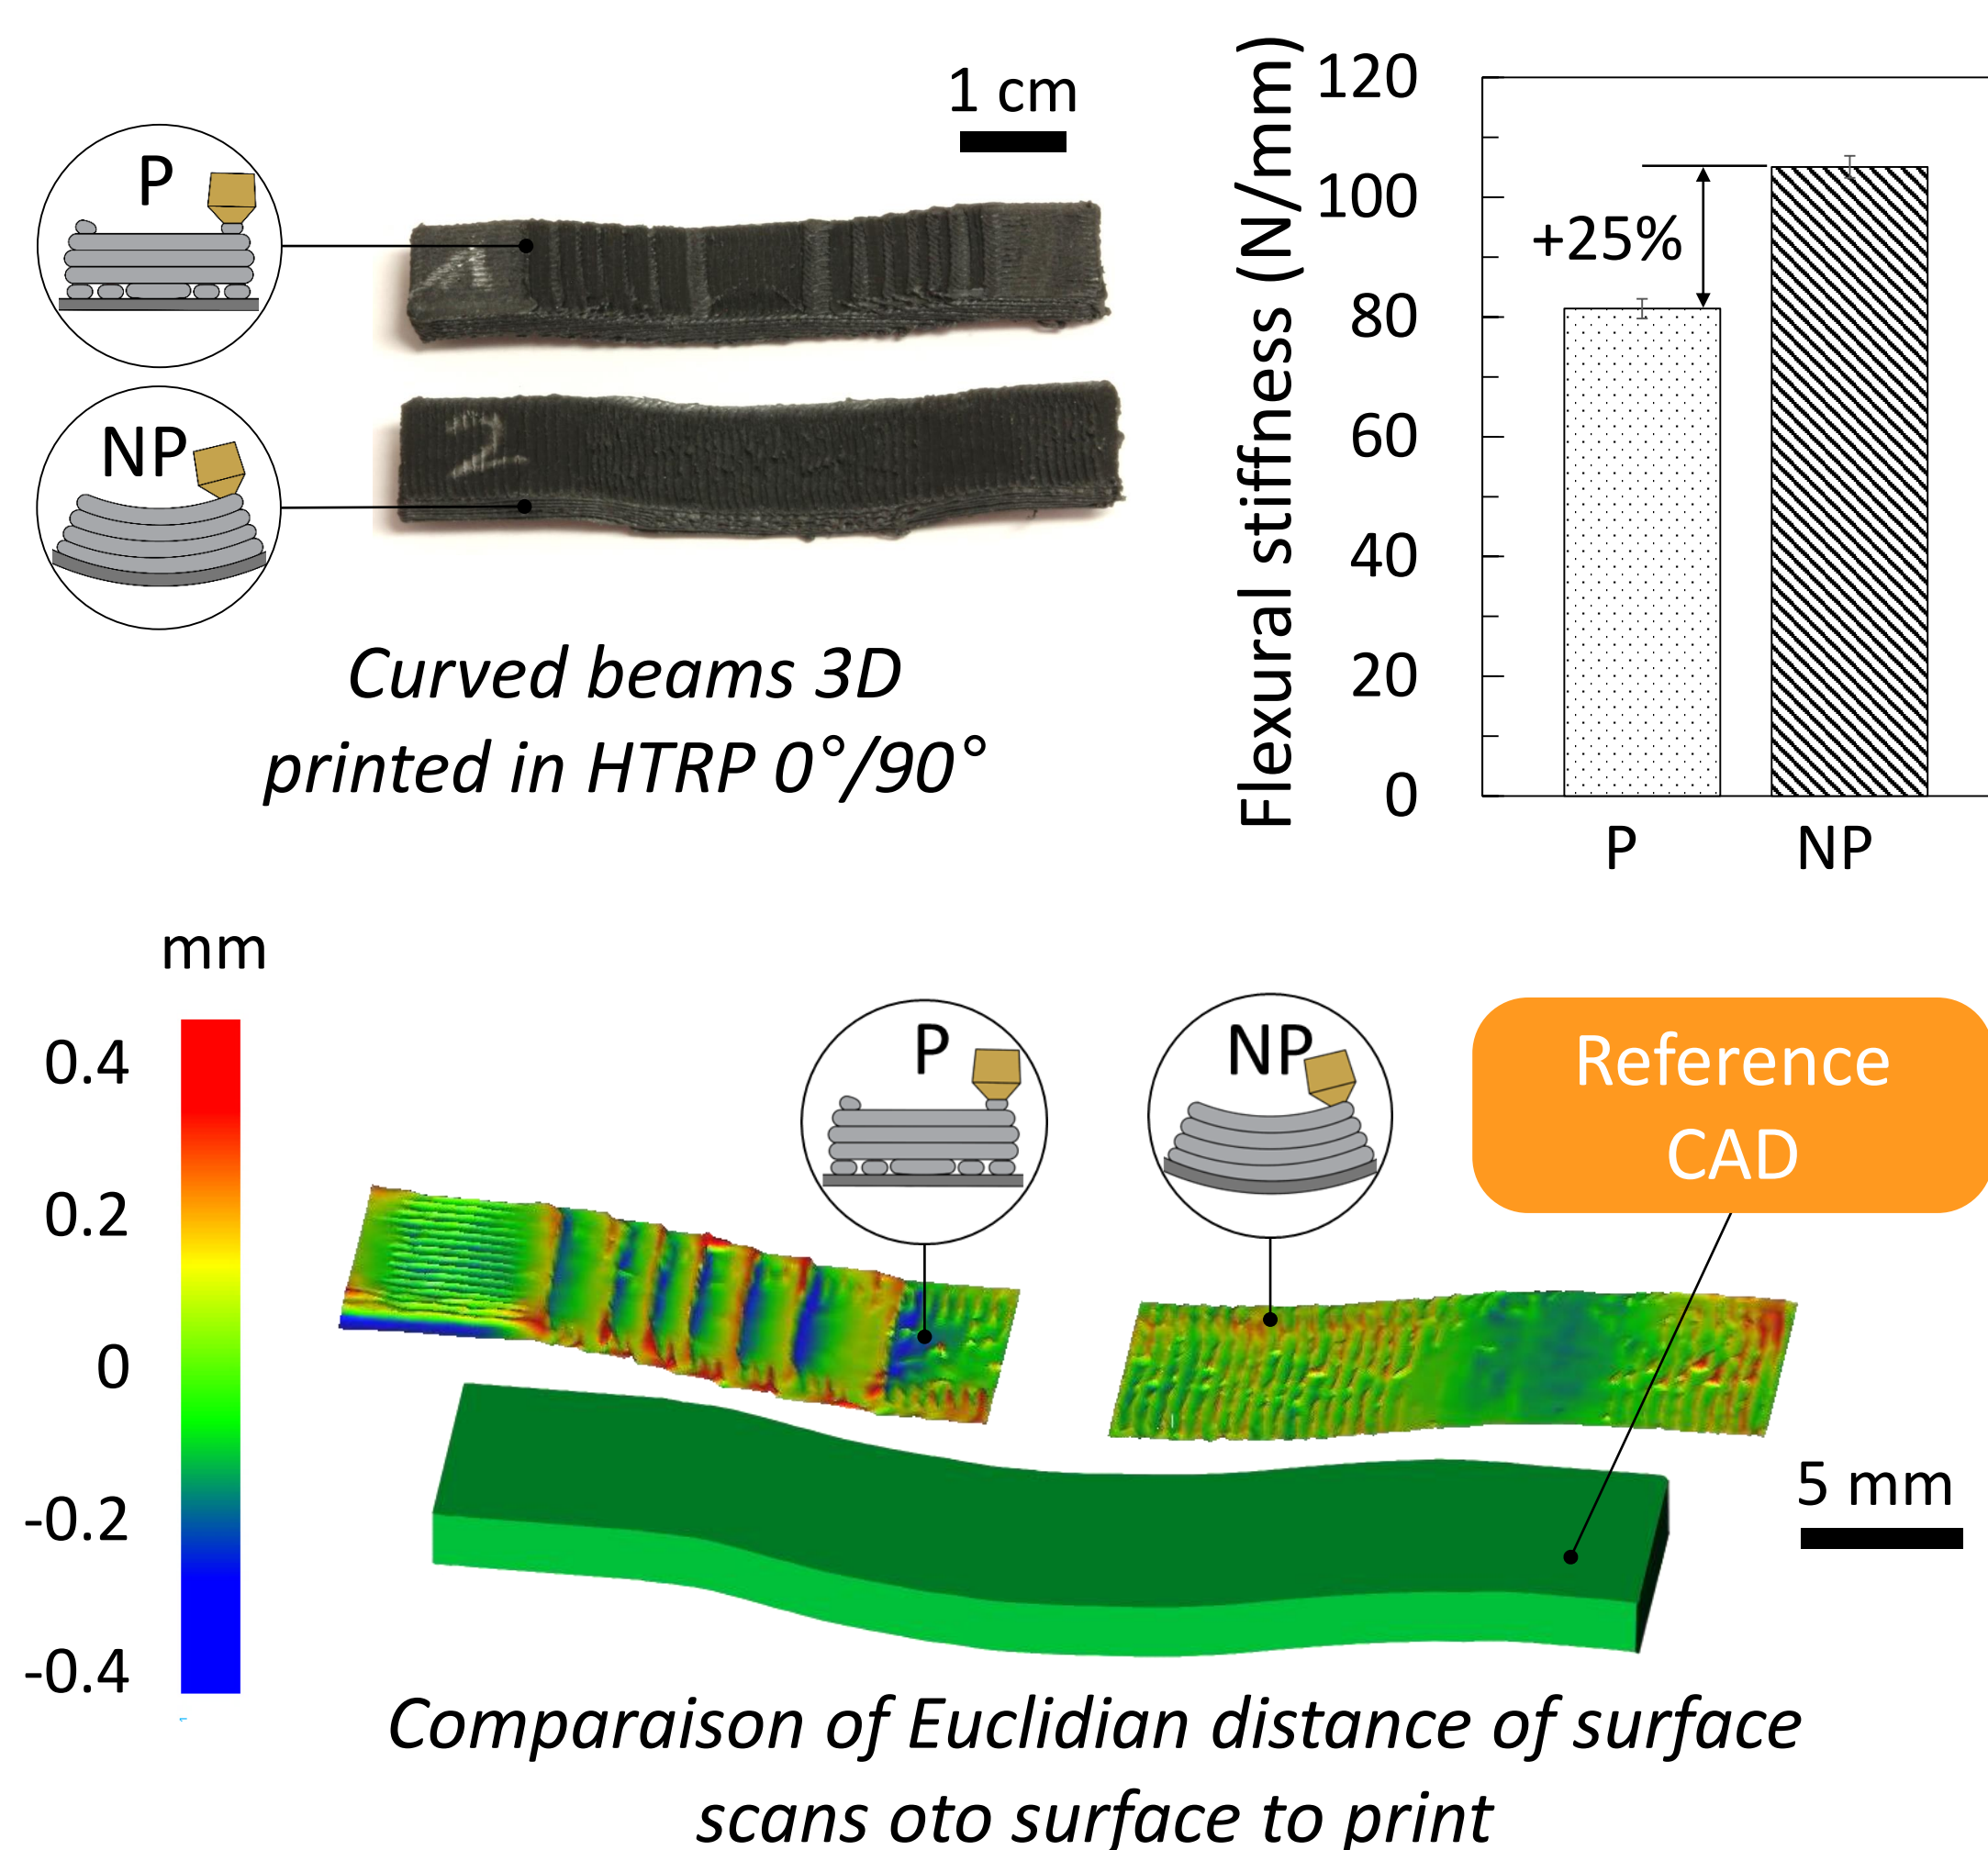 1 cm
P
NP
Curved beams 3D
printed in HTRP 0°/90°
Flexural stiffness (N/mm)
120
100
80
60
40
20
0
+25%
P
NP
mm
0.4
0.2
0
-0.2
-0.4
P
NP
Reference
CAD
5 mm
Comparaison of Euclidian distance of surface
scans oto surface to print